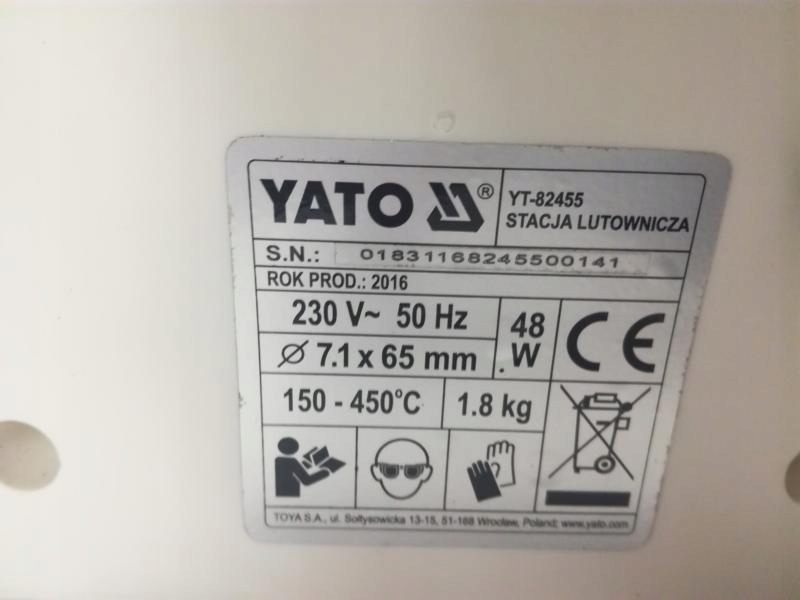 YATO ®
YT-82455
STACJA LUTOWNICZA
S.N.: 01831168245500141
ROK PROD.: 2016
230 V~ 50 Hz
⌀ 7.1 x 65 mm
48
W
CE
150 - 450°C
1.8 kg
TOYA S.A., ul. Sołtysowicka 13-15, 51-168 Wrocław, Poland; www.yato.com